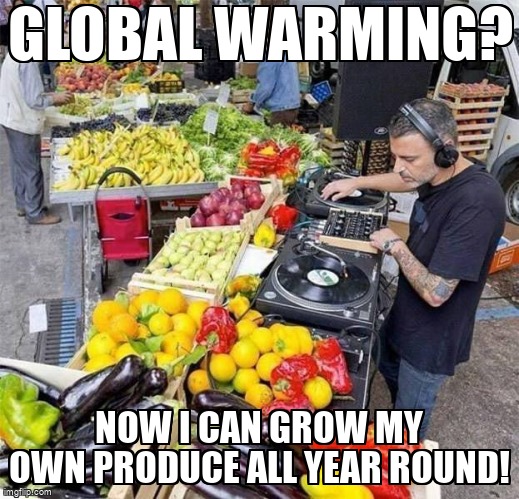 GLOBAL WARMING?
NOW I CAN GROW MY
OWN PRODUCE ALL YEAR ROUND!
imgflip.com